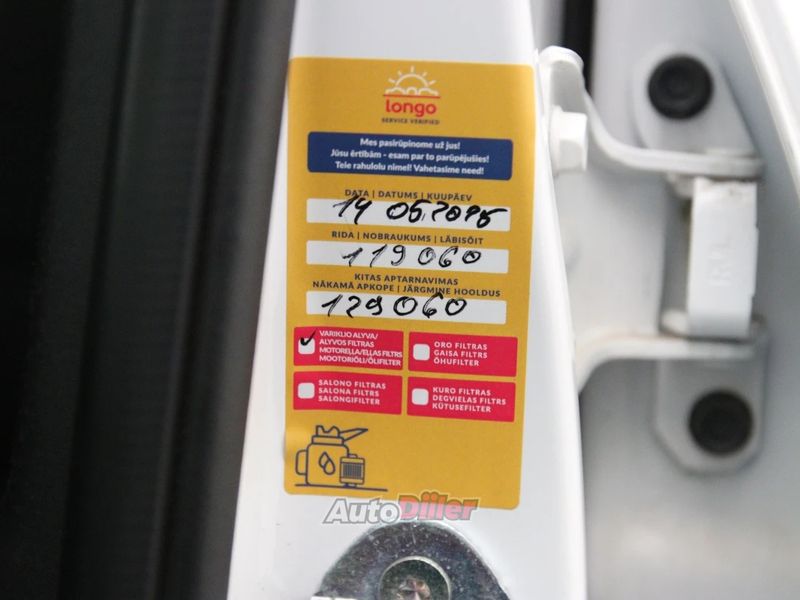 longo
SERVICE VERIFIED
Mes pasirūpinome už jus!
Jūsu ērtībām - esam par to parūpējušies!
Teie rahulolu nimel! Vahetasime need!
DATA | DATUMS | KUUPÄEV
14 05.2025
RIDA | NOBRAUKUMS | LÄBISÕIT
119060
KITAS APTARNAVIMAS
NĀKAMĀ APKOPE | JÄRGMINE HOOLDUS
129060
VARIKLIO ALYVA/
ALYVOS FILTRAS
MOTOREĻĻA/EĻĻAS FILTRS
MOOTORIÕLI/ÕLIFILTER
ORO FILTRAS
GAISA FILTRS
ÕHUFILTER
SALONO FILTRAS
SALONA FILTRS
SALONGIFILTER
KURO FILTRAS
DEGVIELAS FILTRS
KÜTUSEFILTER
AutoDiiler